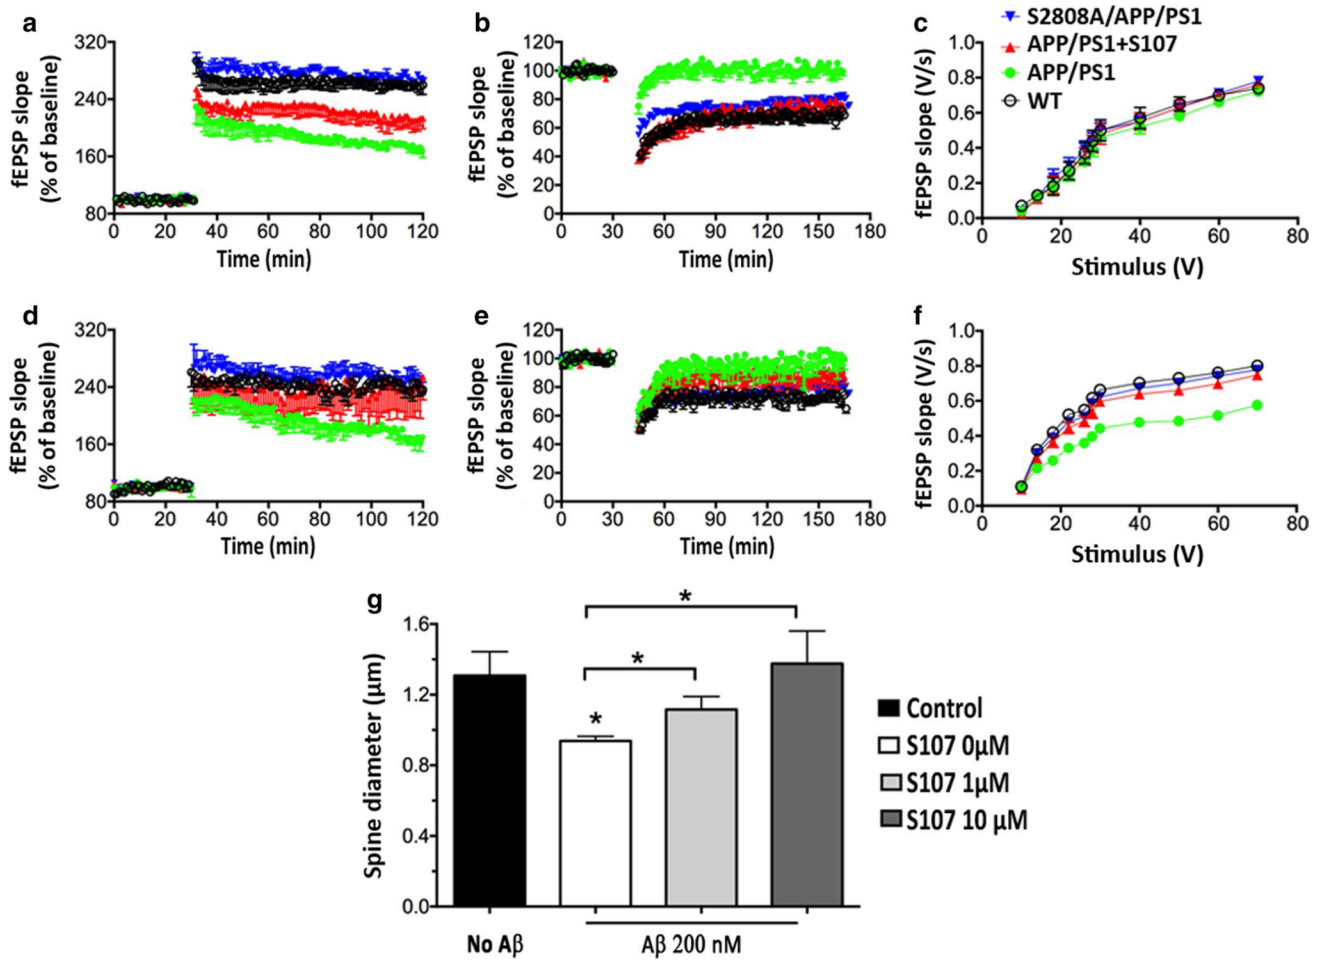 a
b
c
S2808A/APP/PS1
APP/PS1+S107
APP/PS1
WT
fEPSP slope
(% of baseline)
320
240
160
80
0 20 40 60 80 100 120
Time (min)
fEPSP slope
(% of baseline)
120
100
80
60
40
20
0
0 30 60 90 120 150 180
Time (min)
fEPSP slope (V/s)
1.0
0.8
0.6
0.4
0.2
0.0
0 20 40 60 80
Stimulus (V)
d
e
f
fEPSP slope
(% of baseline)
320
240
160
80
0 20 40 60 80 100 120
Time (min)
fEPSP slope
(% of baseline)
120
100
80
60
40
20
0
0 30 60 90 120 150 180
Time (min)
fEPSP slope (V/s)
1.0
0.8
0.6
0.4
0.2
0.0
0 20 40 60 80
Stimulus (V)
g
Spine diameter (µm)
1.6
1.2
0.8
0.4
0.0
*
*
*
No Aβ
Aβ 200 nM
Control
S107 0µM
S107 1µM
S107 10 µM